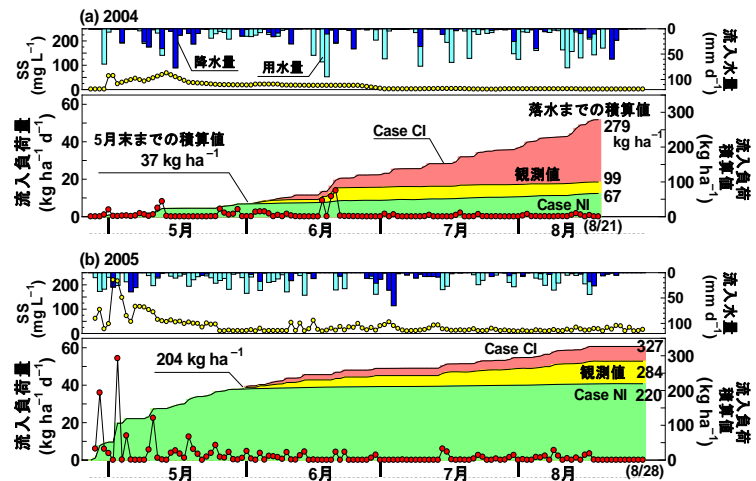 (a) 2004
SS
(mg L⁻¹)
200
100
0
降水量
用水量
0
50
100
流入水量
(mm d⁻¹)
流入負荷量
(kg ha⁻¹ d⁻¹)
60
40
20
0
5月末までの積算値
37 kg ha⁻¹
Case CI
落水までの積算値
279
kg ha⁻¹
観測値
99
67
Case NI
300
200
100
0
流入負荷
積算値
(kg ha⁻¹)
5月
6月
7月
8月
(8/21)
(b) 2005
SS
(mg L⁻¹)
200
100
0
0
50
100
流入水量
(mm d⁻¹)
流入負荷量
(kg ha⁻¹ d⁻¹)
60
40
20
0
204 kg ha⁻¹
Case CI
327
観測値
284
Case NI
220
300
200
100
0
流入負荷
積算値
(kg ha⁻¹)
5月
6月
7月
8月
(8/28)